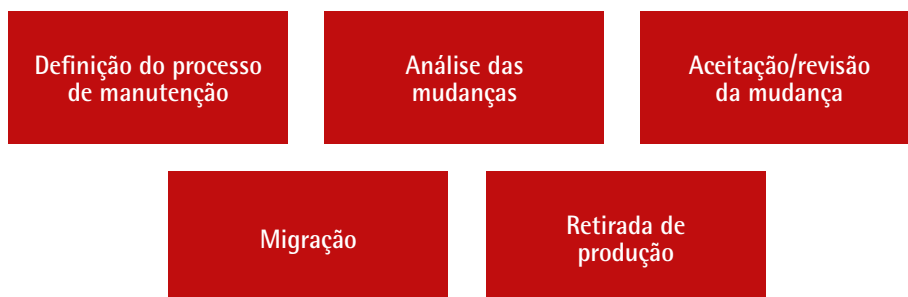 Definição do processo
de manutenção
Análise das
mudanças
Aceitação/revisão
da mudança
Migração
Retirada de
produção